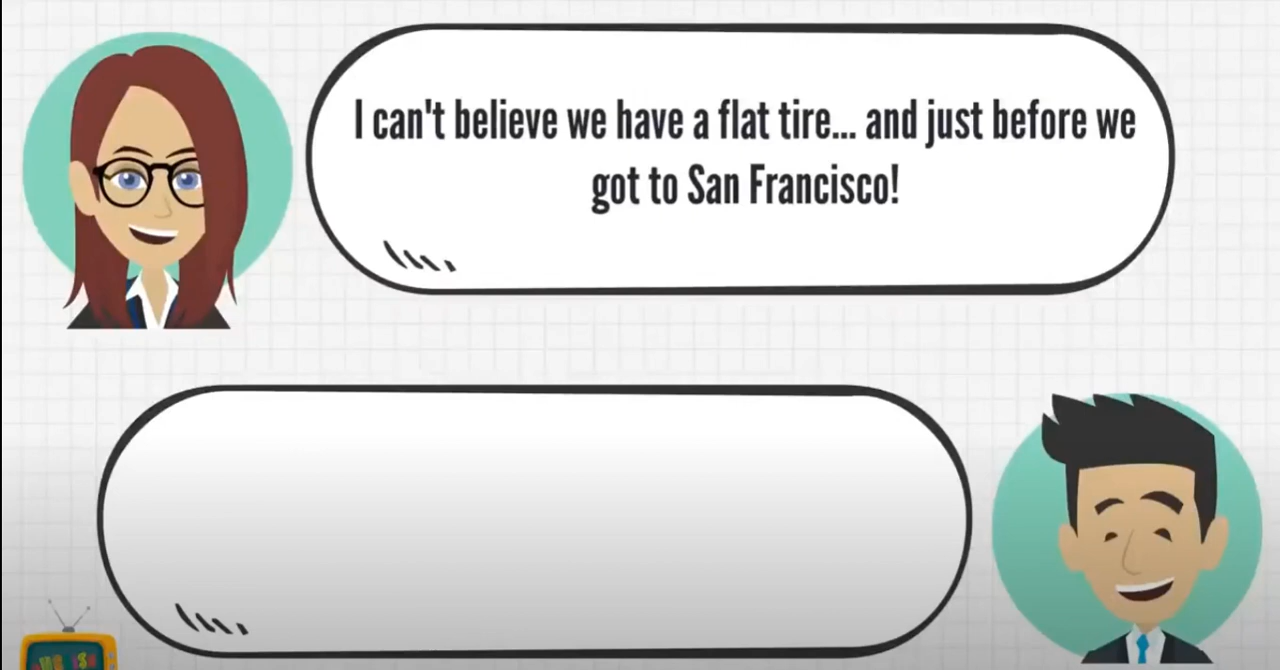 I can't believe we have a flat tire... and just before we
got to San Francisco!